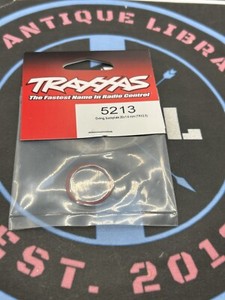 ANTIQUE LIBRA
TRAXXAS
The Fastest Name in Radio Control
5213
L
EST. 201